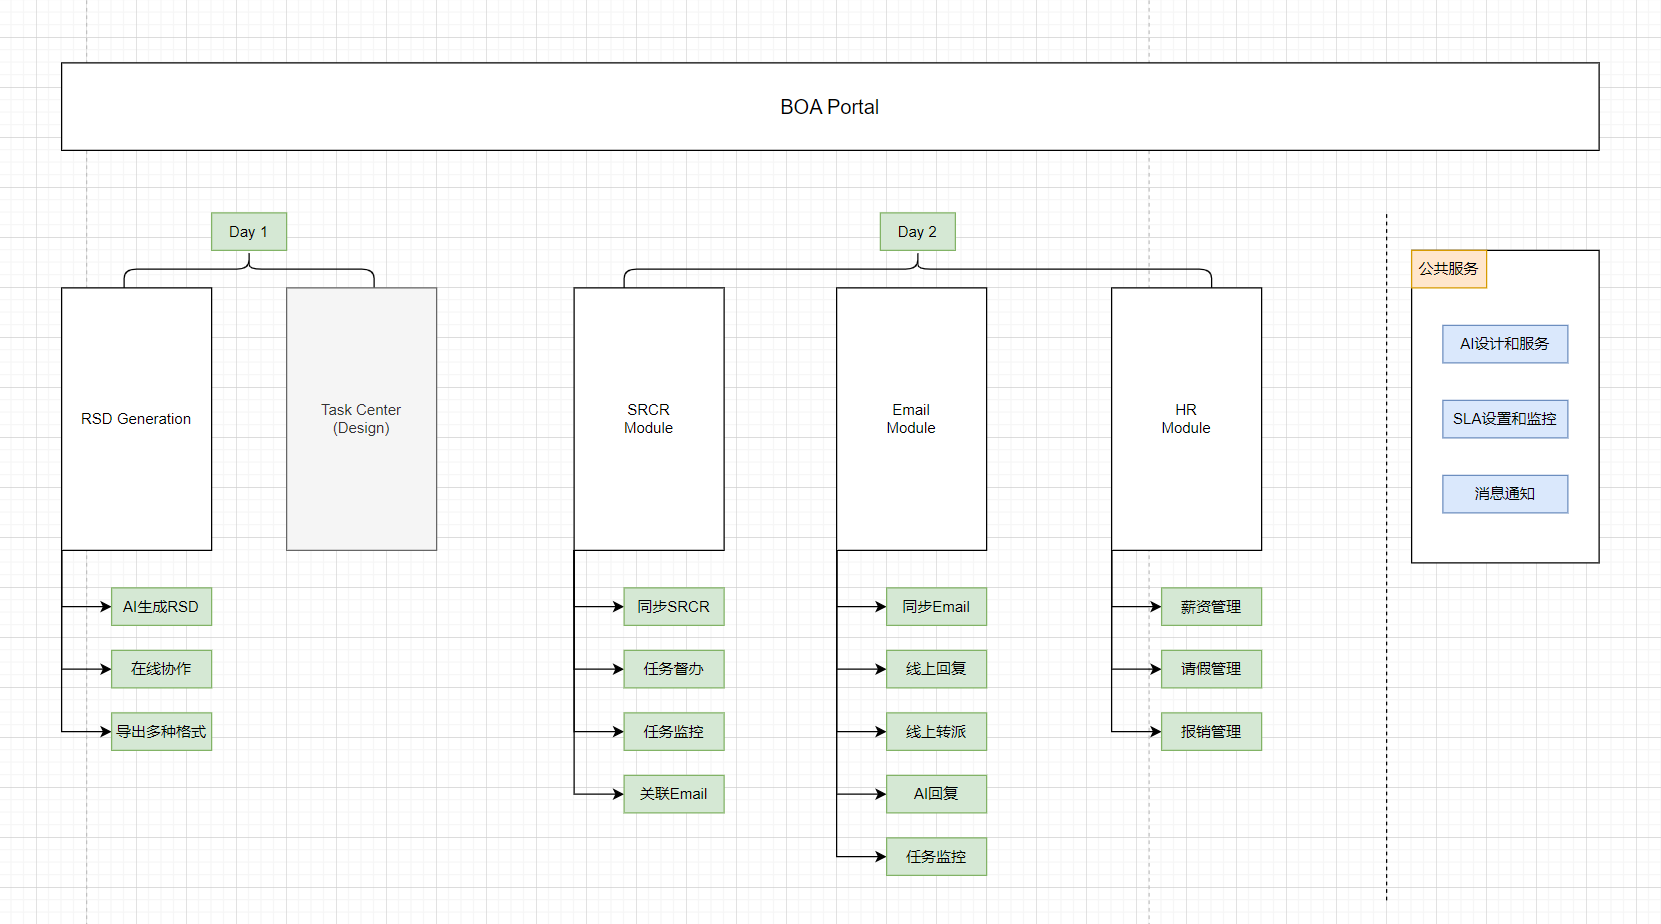 BOA Portal
Day 1
Day 2
公共服务
RSD Generation
Task Center
(Design)
SRCR
Module
Email
Module
HR
Module
AI设计和服务
SLA设置和监控
消息通知
AI生成RSD
在线协作
导出多种格式
同步SRCR
任务督办
任务监控
关联Email
同步Email
线上回复
线上转派
AI回复
任务监控
薪资管理
请假管理
报销管理